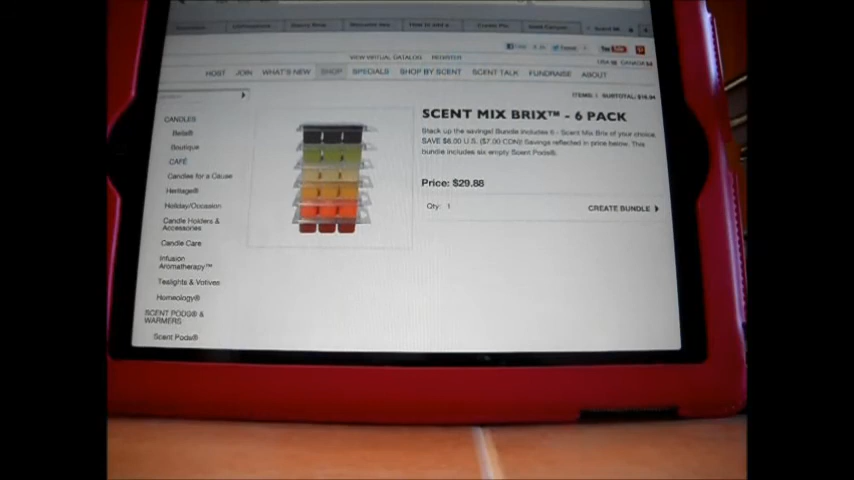 VIEW VIRTUAL CATALOG REGISTER
HOST JOIN WHAT'S NEW SHOP SPECIALS SHOP BY SCENT SCENT TALK FUNDRAISE ABOUT
SCENT MIX BRIX™ - 6 PACK
Stack up the savings! Bundle includes 6 - Scent Mix Brix of your choice.
SAVE $6.00 U.S. ($7.00 CDN)! Savings reflected in price below. This
bundle includes six empty Scent Pods®.
Price: $29.88
Qty: 1
CREATE BUNDLE
CANDLES
Bella®
Boutique
CAFÉ
Candles for a Cause
Heritage®
Holiday/Occasion
Candle Holders &
Accessories
Candle Care
Infusion
Aromatherapy™
Tealights & Votives
Homeology®
SCENT PODS® &
WARMERS
Scent Pods®